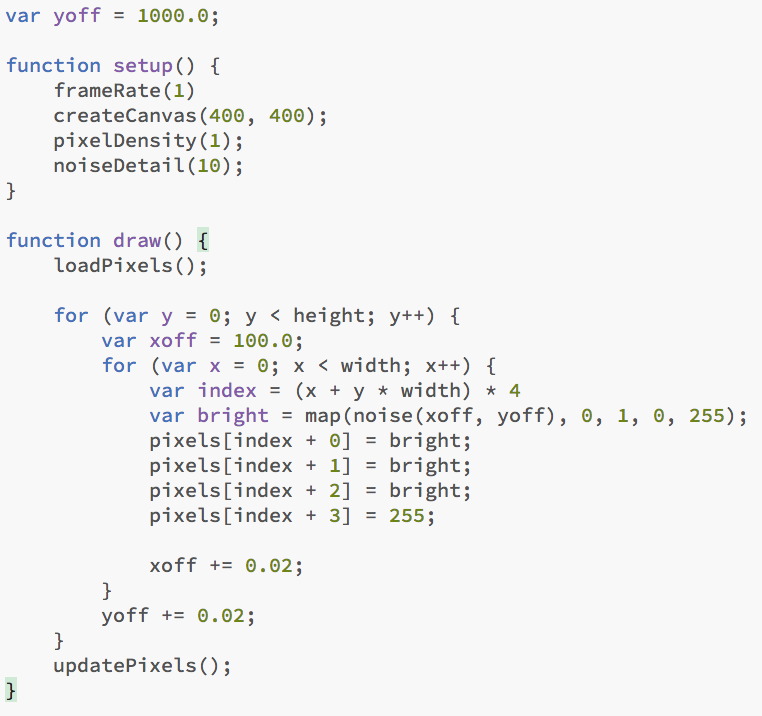 var yoff = 1000.0;

function setup() {
    frameRate(1)
    createCanvas(400, 400);
    pixelDensity(1);
    noiseDetail(10);
}

function draw() {
    loadPixels();

    for (var y = 0; y < height; y++) {
        var xoff = 100.0;
        for (var x = 0; x < width; x++) {
            var index = (x + y * width) * 4
            var bright = map(noise(xoff, yoff), 0, 1, 0, 255);
            pixels[index + 0] = bright;
            pixels[index + 1] = bright;
            pixels[index + 2] = bright;
            pixels[index + 3] = 255;

            xoff += 0.02;
        }
        yoff += 0.02;
    }
    updatePixels();
}